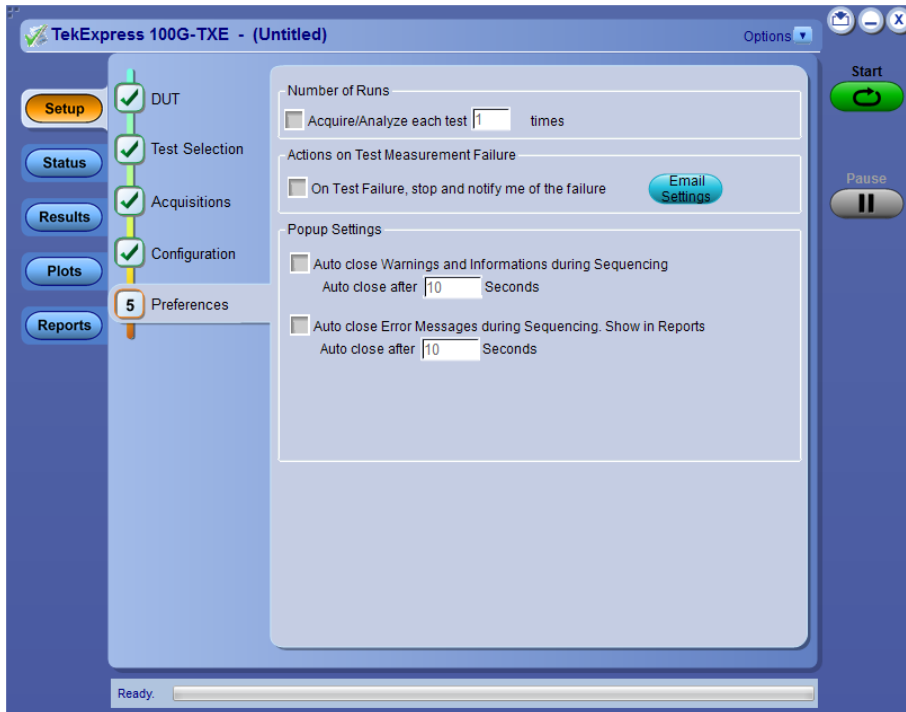 TekExpress 100G-TXE - (Untitled)
Options
X
Start
Pause
Setup
Status
Results
Plots
Reports
DUT
Test Selection
Acquisitions
Configuration
5 Preferences
Number of Runs
Acquire/Analyze each test 1 times
Actions on Test Measurement Failure
On Test Failure, stop and notify me of the failure
Email
Settings
Popup Settings
Auto close Warnings and Informations during Sequencing
Auto close after 10 Seconds
Auto close Error Messages during Sequencing. Show in Reports
Auto close after 10 Seconds
Ready.